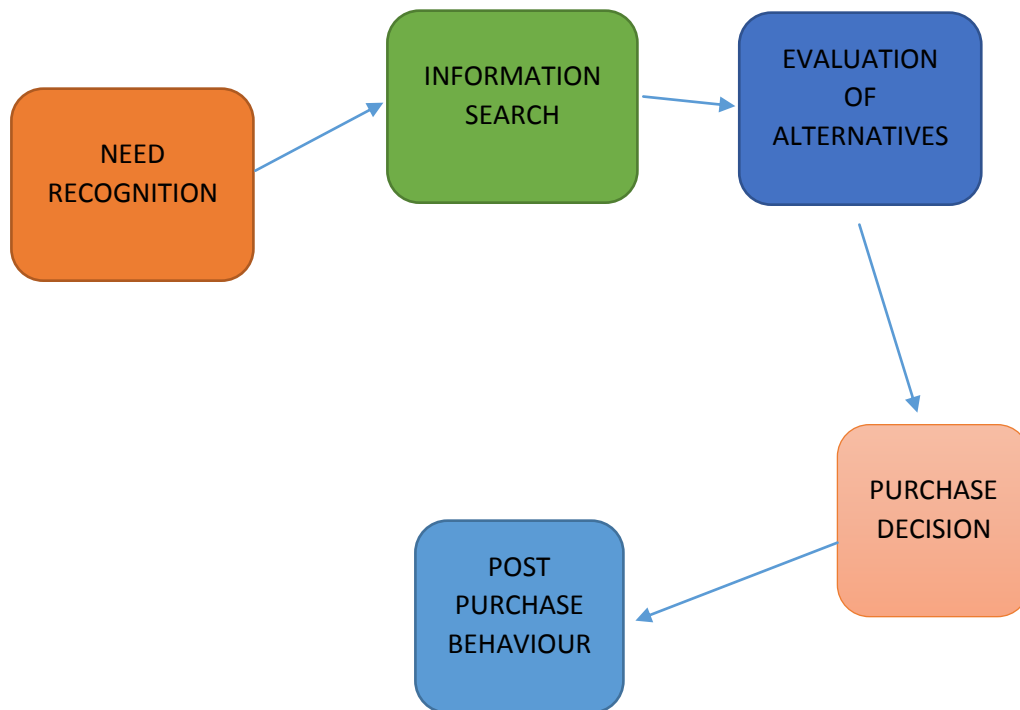 NEED
RECOGNITION
INFORMATION
SEARCH
EVALUATION
OF
ALTERNATIVES
PURCHASE
DECISION
POST
PURCHASE
BEHAVIOUR